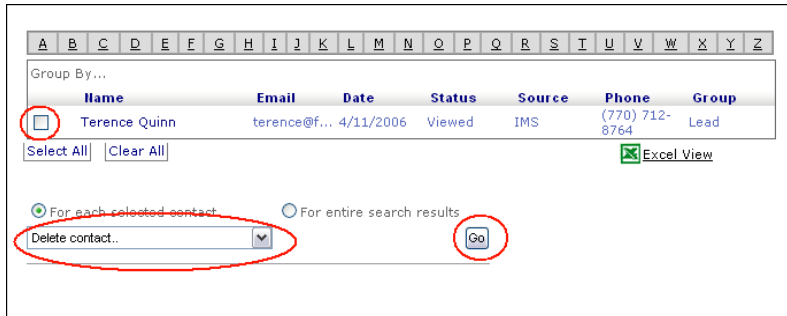 A B C D E F G H I J K L M N O P Q R S T U V W X Y Z
Group By...
Name Email Date Status Source Phone Group
Terence Quinn terence@f... 4/11/2006 Viewed IMS (770) 712-8764 Lead
Select All Clear All Excel View
For each selected contact For entire search results
Delete contact.. Go